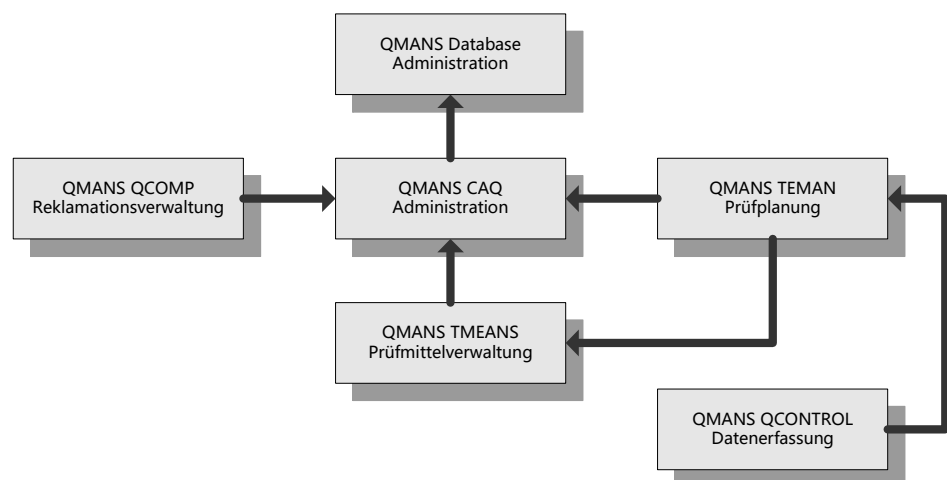 QMANS Database
Administration
QMANS QCOMP
Reklamationsverwaltung
QMANS CAQ
Administration
QMANS TEMAN
Prüfplanung
QMANS TMEANS
Prüfmittelverwaltung
QMANS QCONTROL
Datenerfassung